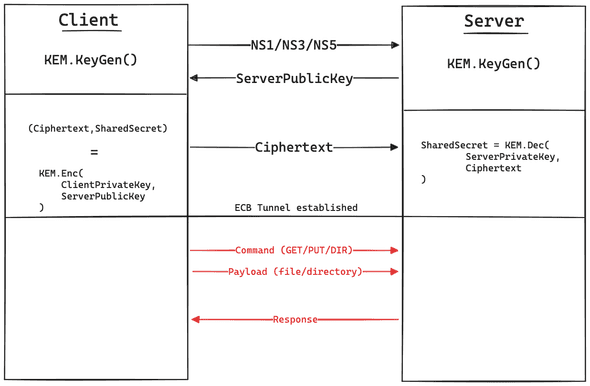 Client
Server
KEM.KeyGen()
NS1/NS3/NS5
KEM.KeyGen()
ServerPublicKey
(Ciphertext,SharedSecret)
=
KEM.Enc(
ClientPrivateKey,
ServerPublicKey
)
Ciphertext
SharedSecret = KEM.Dec(
ServerPrivateKey,
Ciphertext
)
ECB Tunnel established
Command (GET/PUT/DIR)
Payload (file/directory)
Response